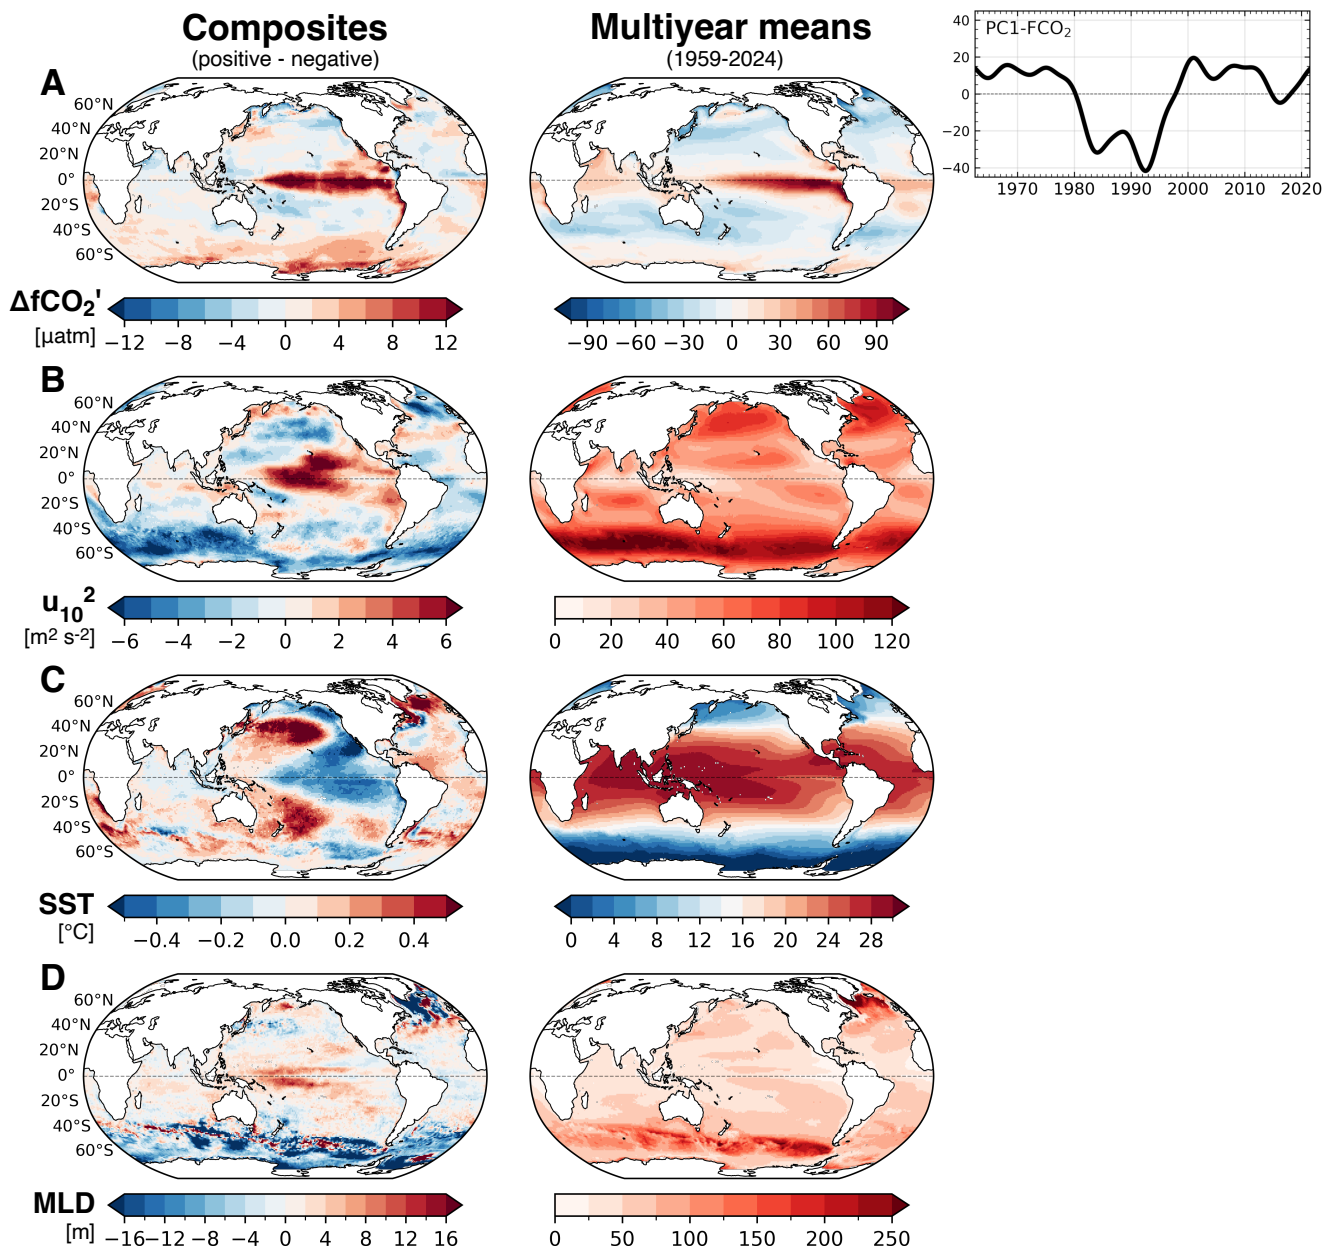 Composites
(positive - negative)
Multiyear means
(1959-2024)
PC1-FCO₂
40
20
0
−20
−40
1970 1980 1990 2000 2010 2020
A
60°N
40°N
20°N
0°
20°S
40°S
60°S
ΔfCO₂'
[µatm]
−12 −8 −4 0 4 8 12
−90 −60 −30 0 30 60 90
B
60°N
40°N
20°N
0°
20°S
40°S
60°S
u₁₀²
[m² s⁻²]
−6 −4 −2 0 2 4 6
0 20 40 60 80 100 120
C
60°N
40°N
20°N
0°
20°S
40°S
60°S
SST
[°C]
−0.4 −0.2 0.0 0.2 0.4
0 4 8 12 16 20 24 28
D
60°N
40°N
20°N
0°
20°S
40°S
60°S
MLD
[m]
−16 −12 −8 −4 0 4 8 12 16
0 50 100 150 200 250